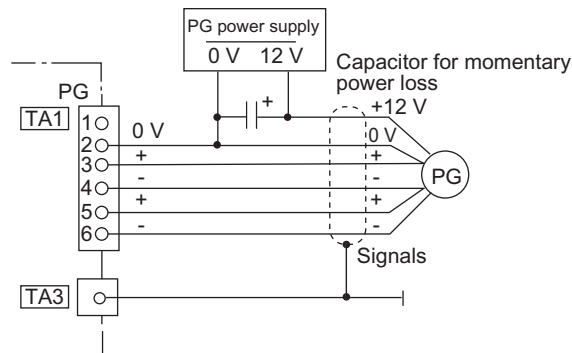 PG power supply
0 V 12 V
Capacitor for momentary
power loss
PG
TA1
1
2
3
4
5
6
0 V
+
-
+
-
+
+12 V
0 V
+
-
+
-
PG
Signals
TA3